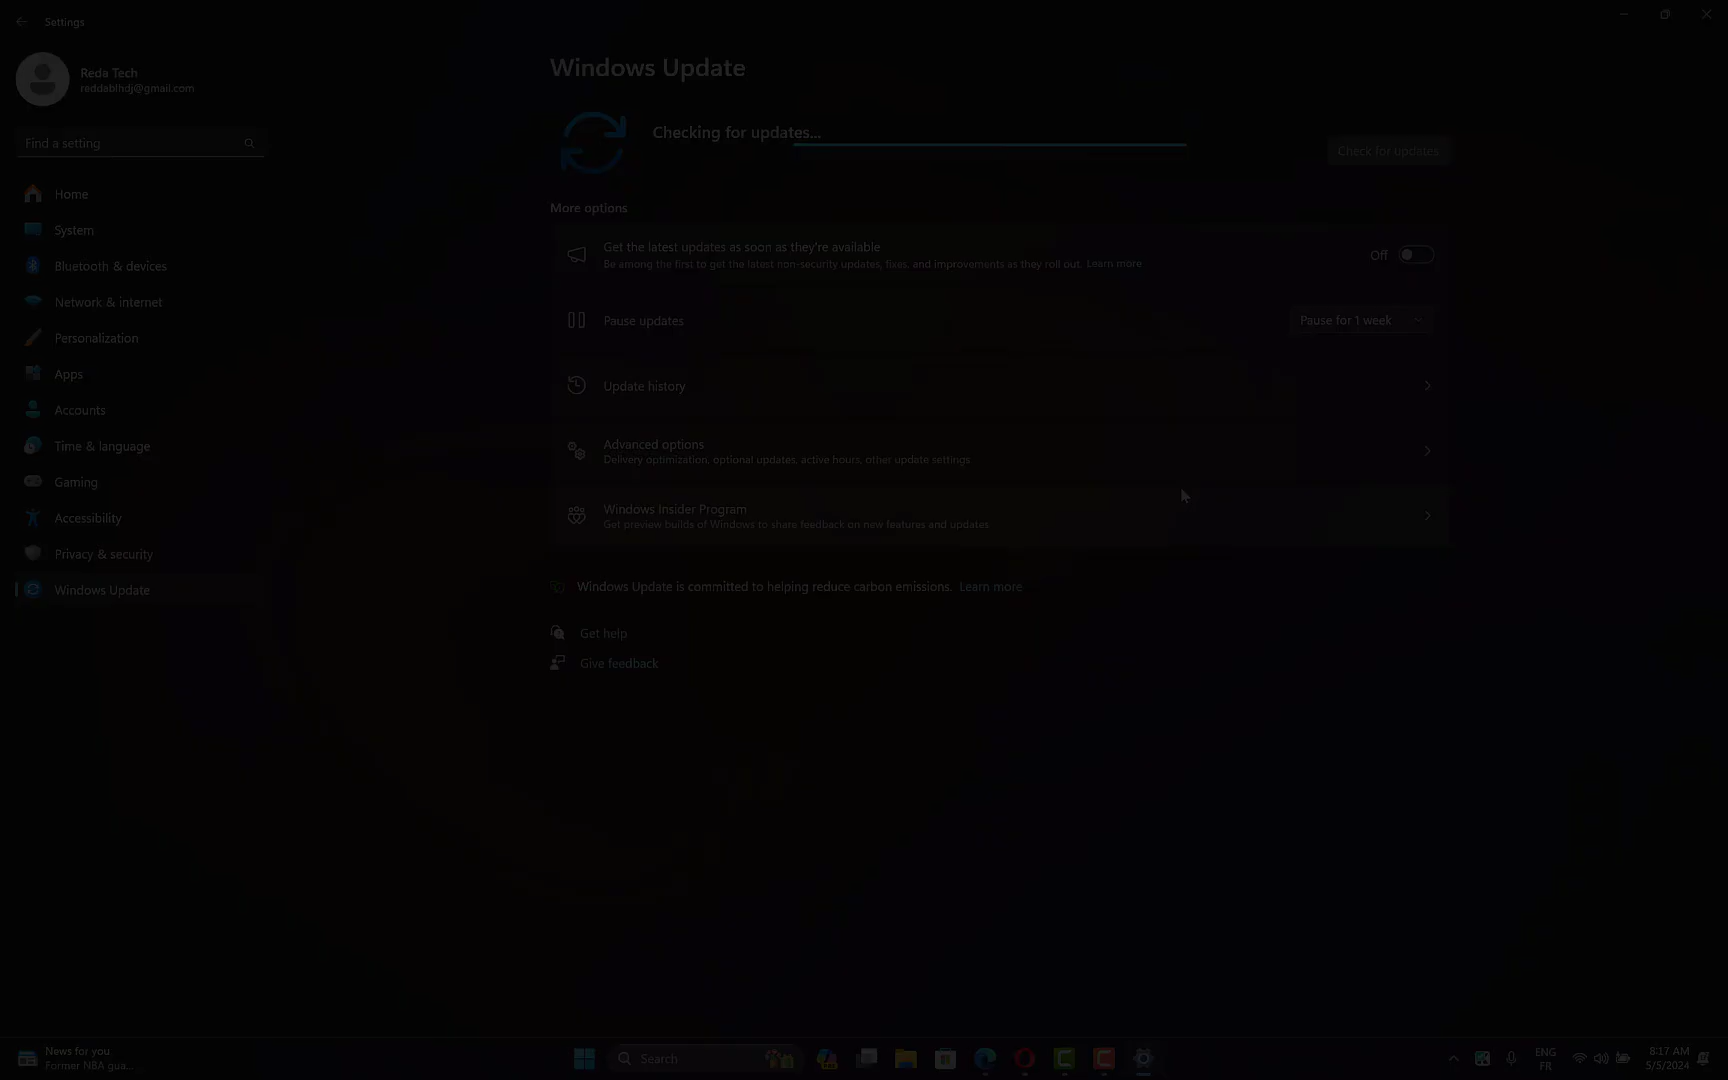 Settings
Reda Tech
reddablhdj@gmail.com
Find a setting
Home
System
Bluetooth & devices
Network & internet
Personalization
Apps
Accounts
Time & language
Gaming
Accessibility
Privacy & security
Windows Update
Windows Update
Checking for updates...
Check for updates
More options
Get the latest updates as soon as they're available
Be among the first to get the latest non-security updates, fixes, and improvements as they roll out. Learn more
Off
Pause updates
Pause for 1 week
Update history
Advanced options
Delivery optimization, optional updates, active hours, other update settings
Windows Insider Program
Get preview builds of Windows to share feedback on new features and updates
Windows Update is committed to helping reduce carbon emissions. Learn more
Get help
Give feedback
News for you
Former NBA gua...
Search
ENG
FR
8:17 AM
5/5/2024